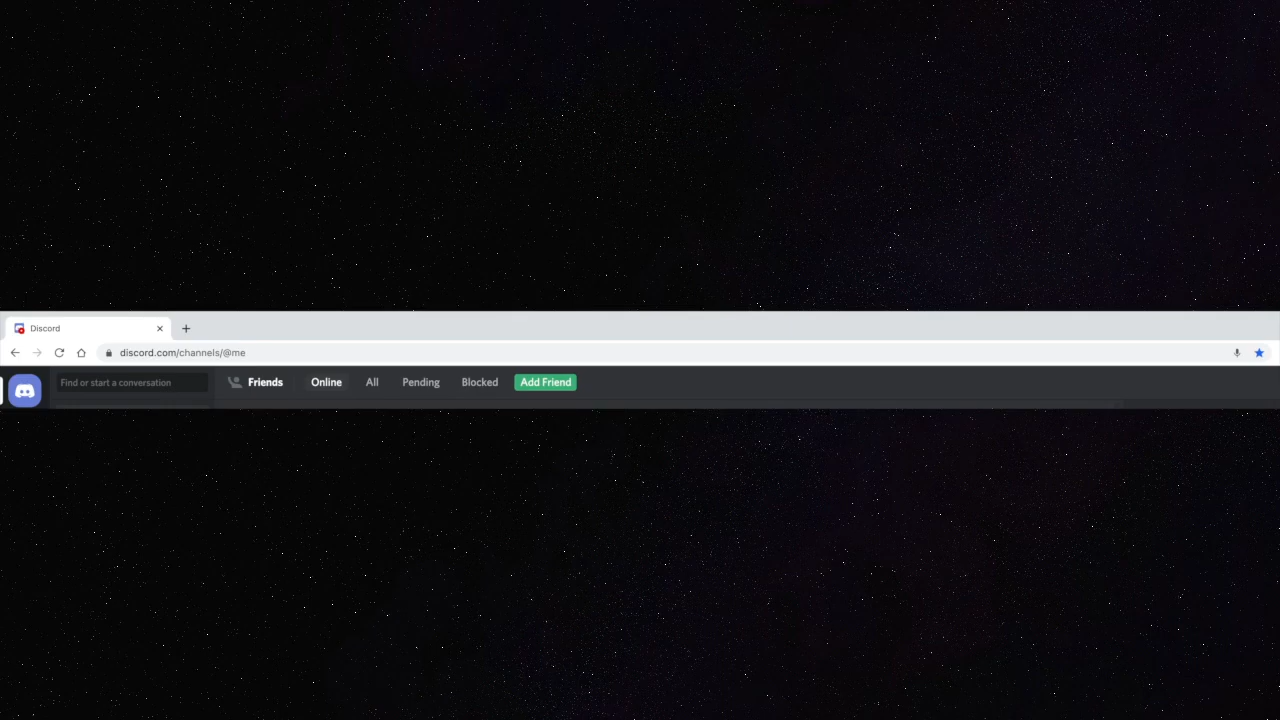 Discord
discord.com/channels/@me
Find or start a conversation
Friends Online All Pending Blocked Add Friend